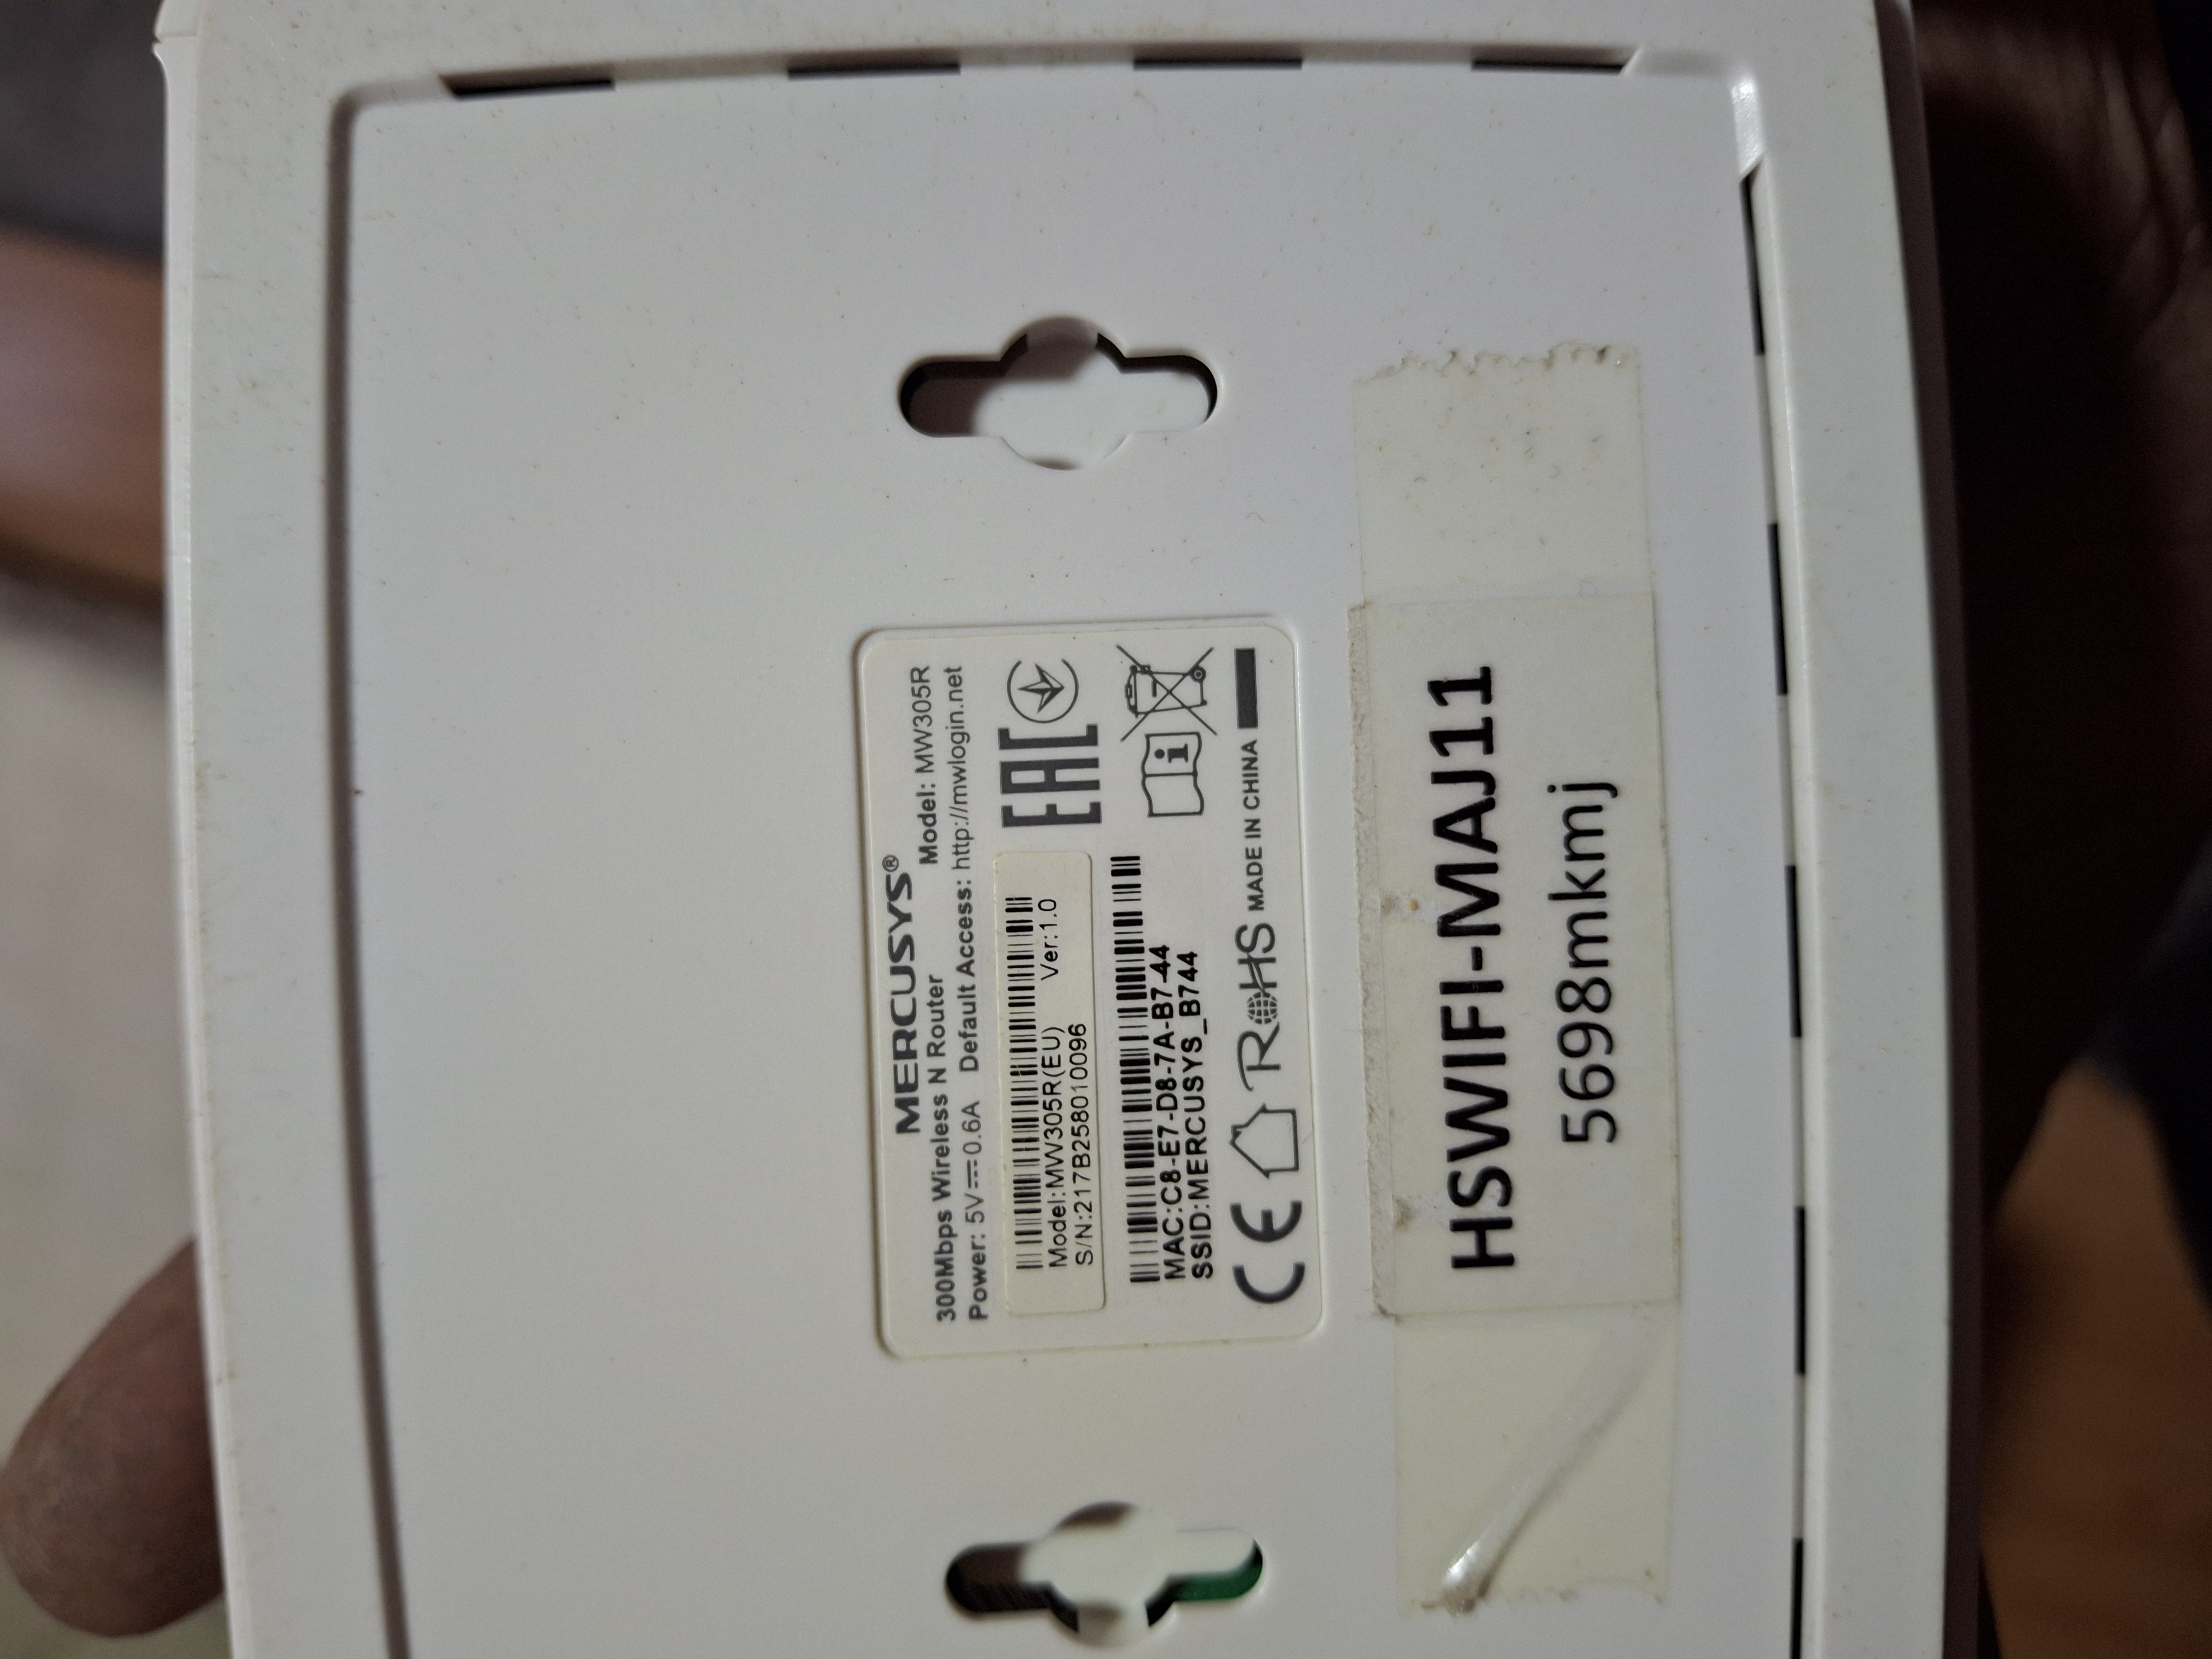 MERCUSYS®
300Mbps Wireless N Router Model: MW305R
Power: 5V⎓0.6A Default Access: http://mwlogin.net
Model:MW305R(EU) Ver:1.0
S/N:217B258010096
EAC
MAC:C8-E7-D8-7A-B7-44
SSID:MERCUSYS_B744
CE RoHS MADE IN CHINA
HSWIFI-MAJ11
5698mkmj